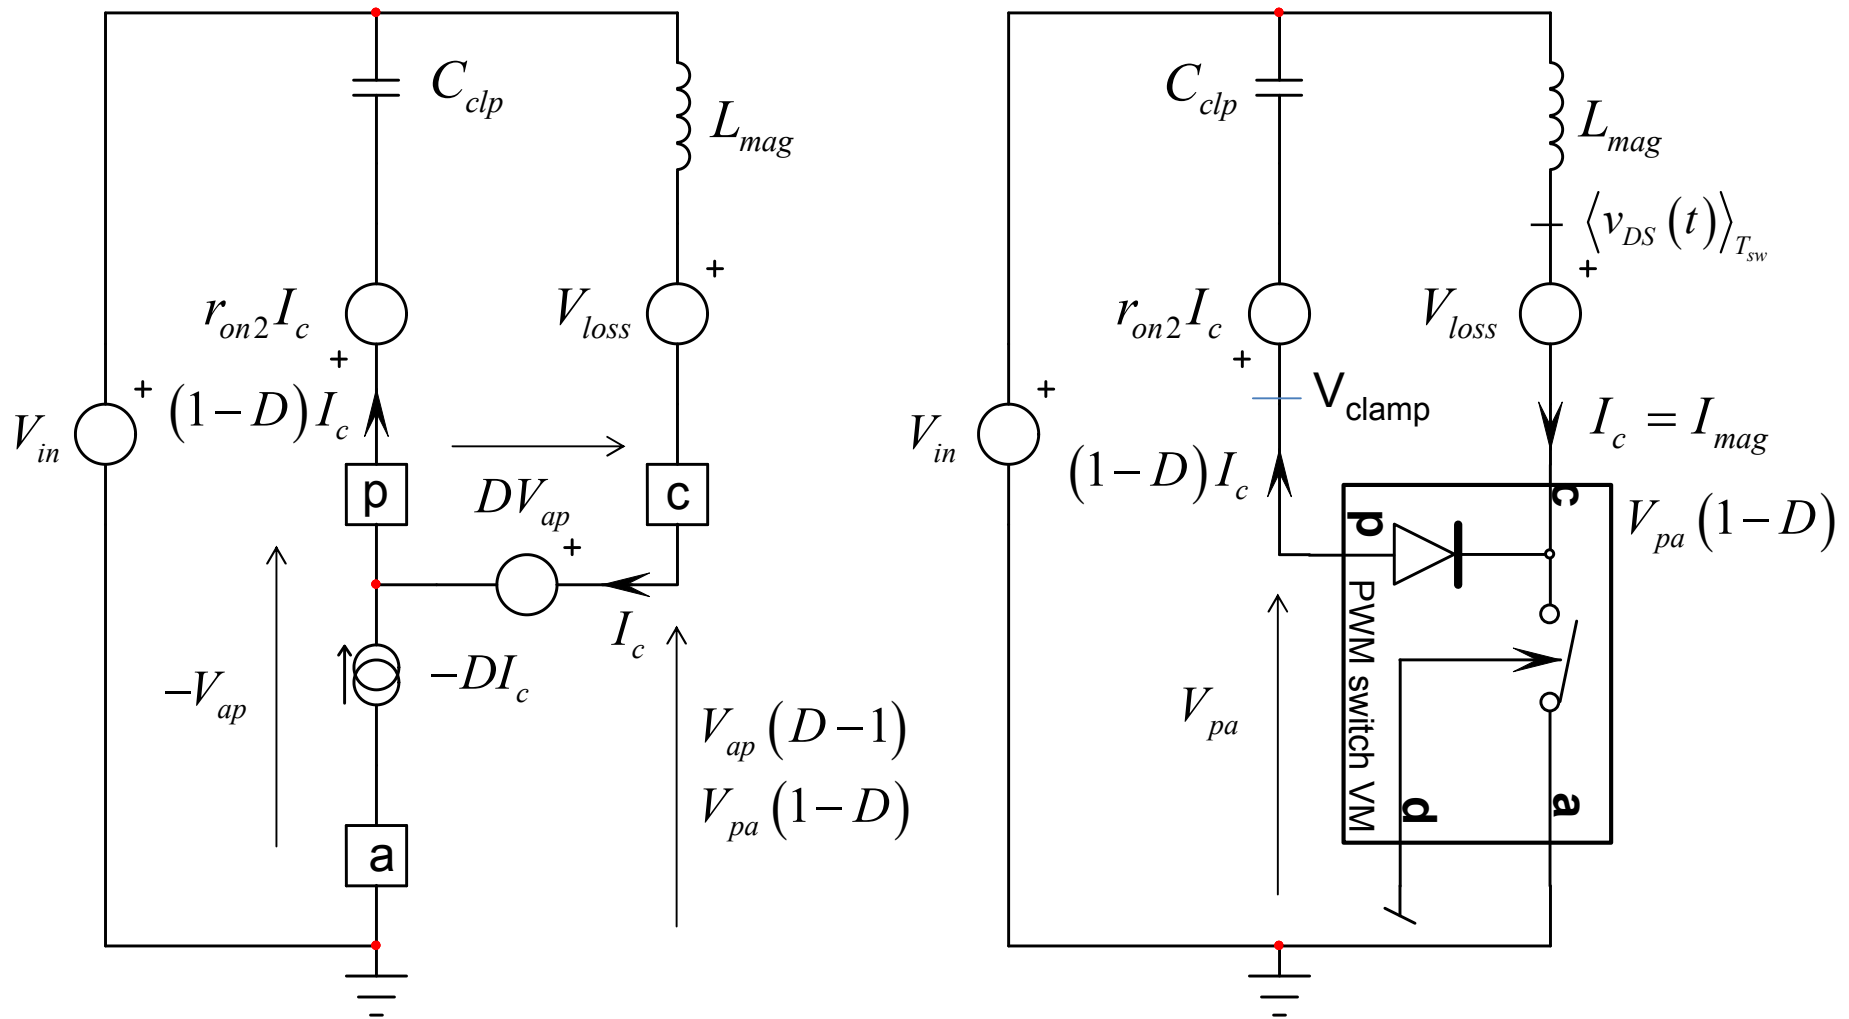 C_clp
L_mag
r_on2 I_c
V_loss
+
+
V_in
+
(1−D)I_c
p
DV_ap
c
+
I_c
−V_ap
−DI_c
V_ap(D−1)
V_pa(1−D)
a
C_clp
L_mag
⟨v_DS(t)⟩_T_sw
r_on2 I_c
V_loss
+
+
V_clamp
V_in
+
(1−D)I_c
I_c = I_mag
c
V_pa(1−D)
p
PWM switch VM
V_pa
d
a